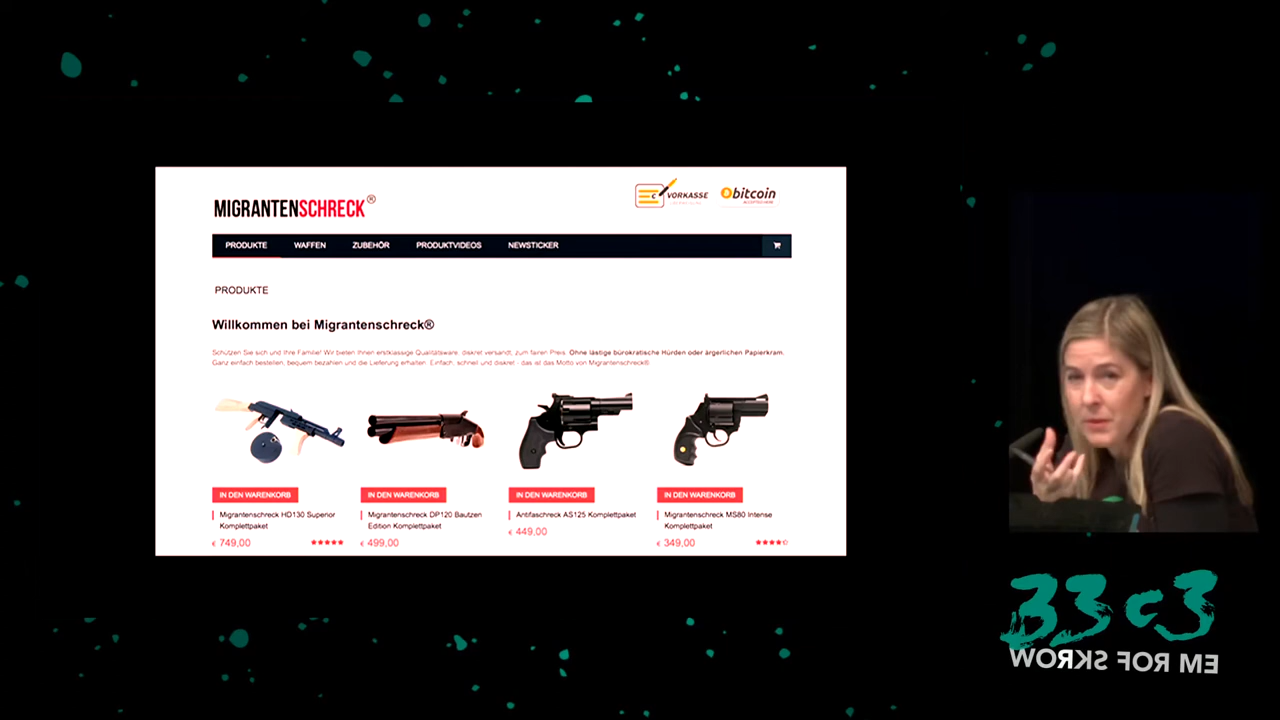 MIGRANTENSCHRECK®
VORKASSE
bitcoin
ACCEPTED HERE
PRODUKTE WAFFEN ZUBEHÖR PRODUKTVIDEOS NEWSTICKER
PRODUKTE
Willkommen bei Migrantenschreck®
Schützen Sie sich und Ihre Familie! Wir bieten Ihnen erstklassige Qualitätsware, diskret versandt, zum fairen Preis. Ohne lästige bürokratische Hürden oder ärgerlichen Papierkram.
Ganz einfach bestellen, bequem bezahlen und die Lieferung erhalten. Einfach, schnell und diskret - das ist das Motto von Migrantenschreck®.
IN DEN WARENKORB IN DEN WARENKORB IN DEN WARENKORB IN DEN WARENKORB
Migrantenschreck HD130 Superior Migrantenschreck DP120 Bautzen Antifaschreck AS125 Komplettpaket Migrantenschreck MS80 Intense
Komplettpaket Edition Komplettpaket Komplettpaket
€ 749,00 € 499,00 € 449,00 € 349,00
33c3
WORKS FOR ME